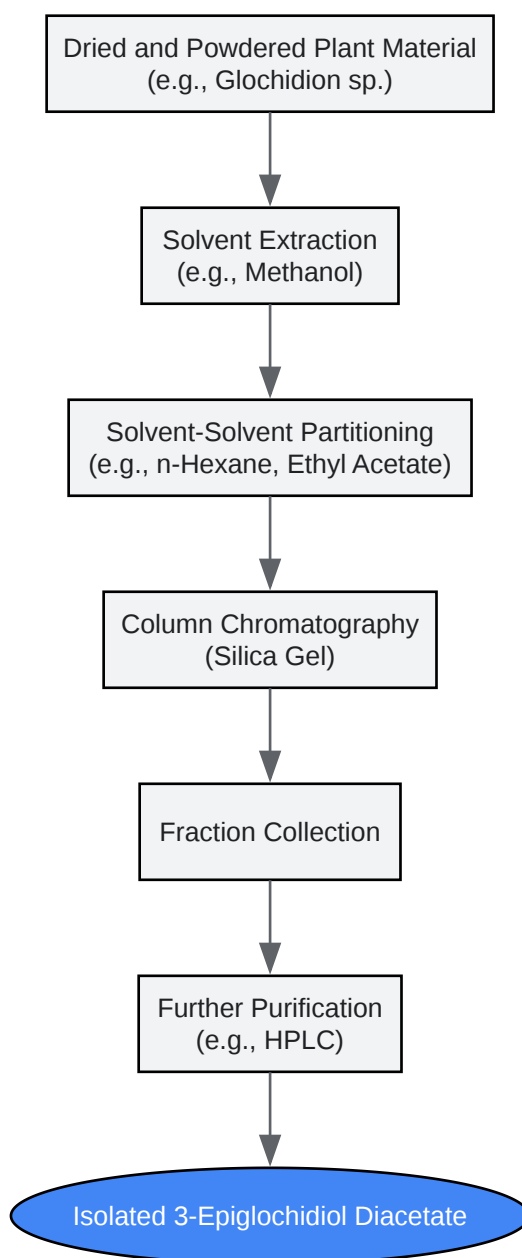 Dried and Powdered Plant Material
(e.g., Glochidion sp.)
Solvent Extraction
(e.g., Methanol)
Solvent-Solvent Partitioning
(e.g., n-Hexane, Ethyl Acetate)
Column Chromatography
(Silica Gel)
Fraction Collection
Further Purification
(e.g., HPLC)
Isolated 3-Epiglochidiol Diacetate